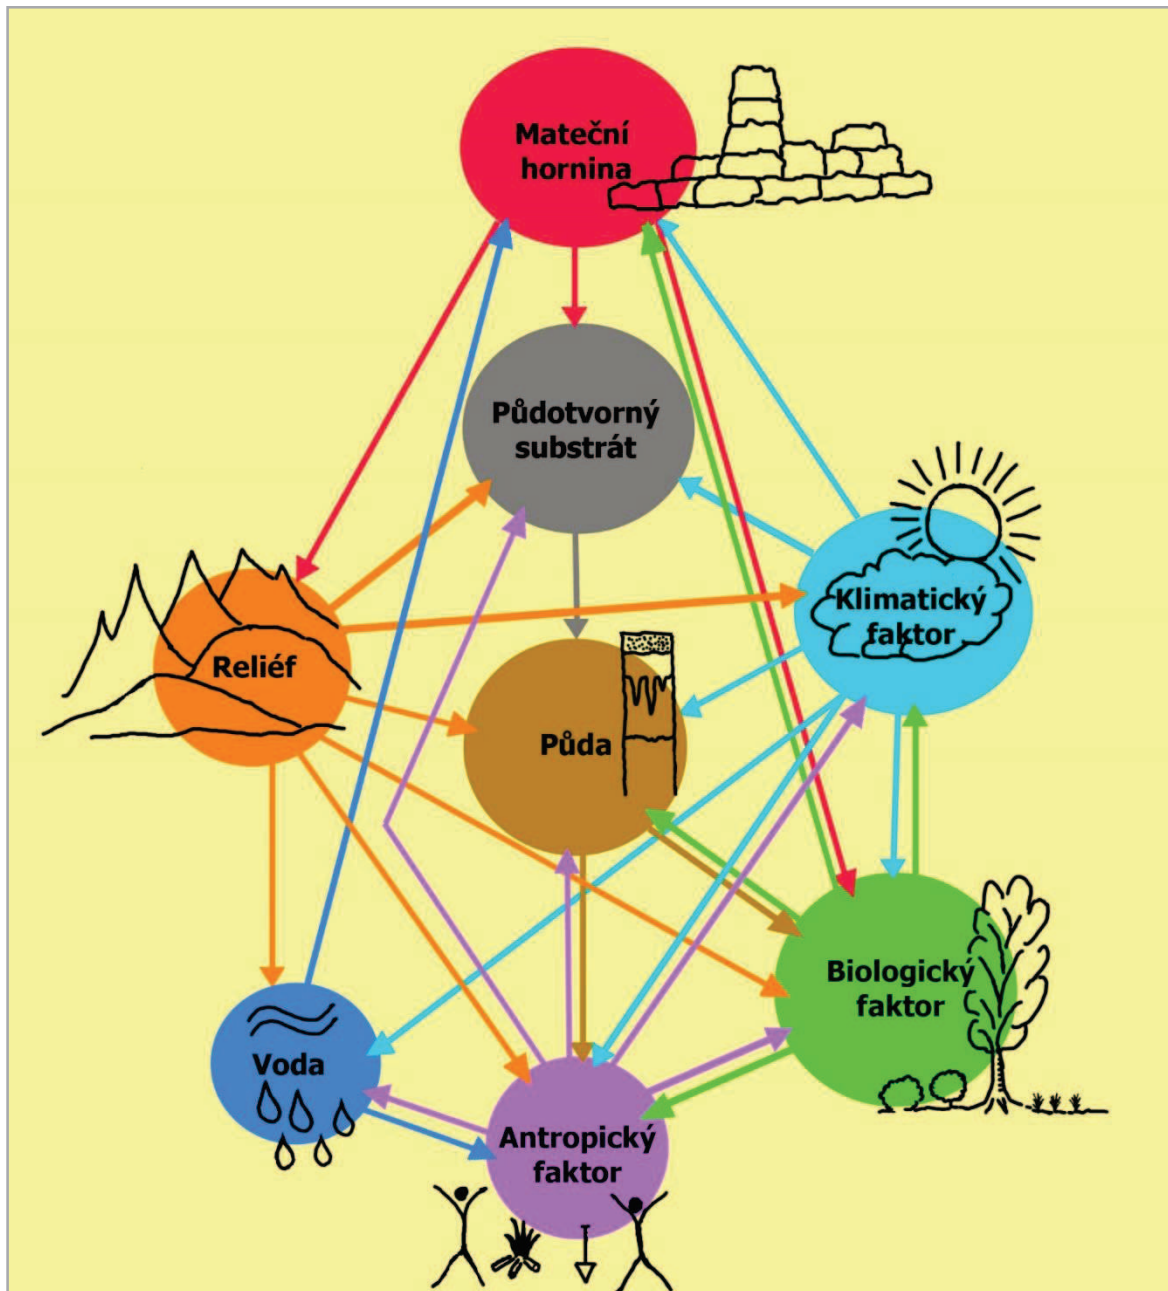 Mateční
hornina
Půdotvorný
substrát
Klimatický
faktor
Reliéf
Půda
Biologický
faktor
Voda
Antropický
faktor